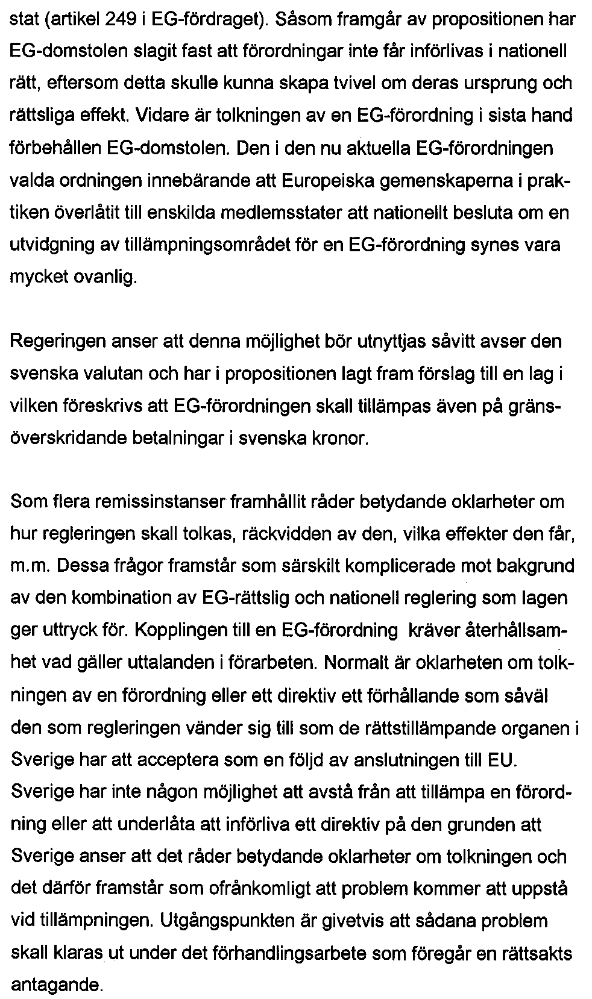 stat (artikel 249 i EG-fördraget). Såsom framgår av propositionen har
EG-domstolen slagit fast att förordningar inte får införlivas i nationell
rätt, eftersom detta skulle kunna skapa tvivel om deras ursprung och
rättsliga effekt. Vidare är tolkningen av en EG-förordning i sista hand
förbehållen EG-domstolen. Den i den nu aktuella EG-förordningen
valda ordningen innebärande att Europeiska gemenskaperna i prak-
tiken överlåtit till enskilda medlemsstater att nationellt besluta om en
utvidgning av tillämpningsområdet för en EG-förordning synes vara
mycket ovanlig.
Regeringen anser att denna möjlighet bör utnyttjas såvitt avser den
svenska valutan och har i propositionen lagt fram förslag till en lag i
vilken föreskrivs att EG-förordningen skall tillämpas även på gräns-
överskridande betalningar i svenska kronor.
Som flera remissinstanser framhållit råder betydande oklarheter om
hur regleringen skall tolkas, räckvidden av den, vilka effekter den får,
m.m. Dessa frågor framstår som särskilt komplicerade mot bakgrund
av den kombination av EG-rättslig och nationell reglering som lagen
ger uttryck för. Kopplingen till en EG-förordning kräver återhållsam-
het vad gäller uttalanden i förarbeten. Normalt är oklarheten om tolk-
ningen av en förordning eller ett direktiv ett förhållande som såväl
den som regleringen vänder sig till som de rättstillämpande organen i
Sverige har att acceptera som en följd av anslutningen till EU.
Sverige har inte någon möjlighet att avstå från att tillämpa en förord-
ning eller att underlåta att införliva ett direktiv på den grunden att
Sverige anser att det råder betydande oklarheter om tolkningen och
det därför framstår som ofrånkomligt att problem kommer att uppstå
vid tillämpningen. Utgångspunkten är givetvis att sådana problem
skall klaras ut under det förhandlingsarbete som föregår en rättsakts
antagande.